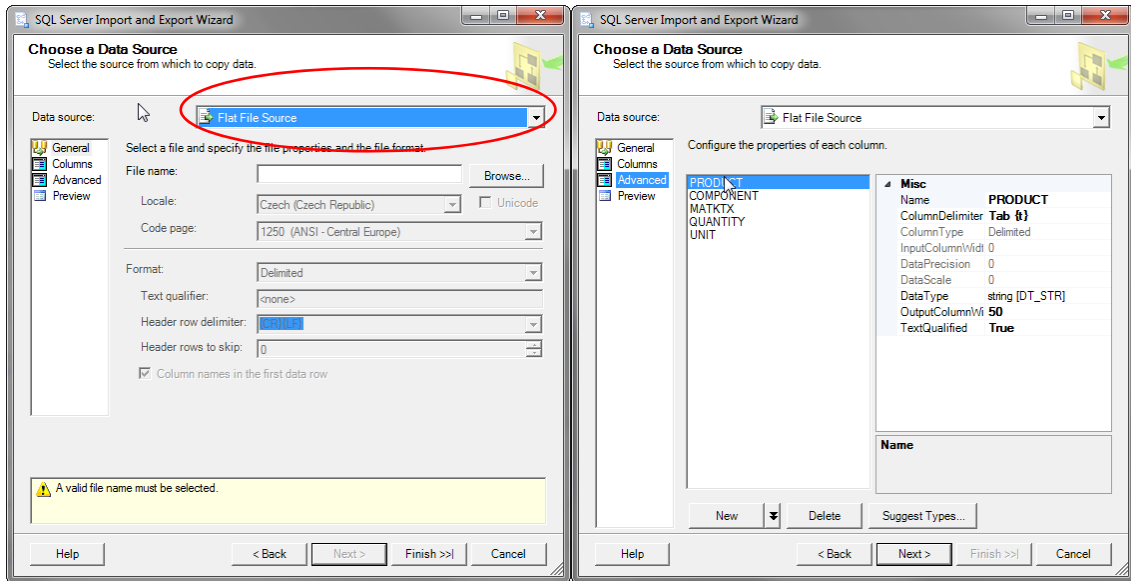 SQL Server Import and Export Wizard
Choose a Data Source
Select the source from which to copy data.
Data source:
Flat File Source
General
Columns
Advanced
Preview
Select a file and specify the file properties and the file format.
File name:
Browse...
Locale:
Czech (Czech Republic)
Unicode
Code page:
1250 (ANSI - Central Europe)
Format:
Delimited
Text qualifier:
<none>
Header row delimiter:
{CR}{LF}
Header rows to skip:
0
Column names in the first data row
A valid file name must be selected.
Help
< Back
Next >
Finish >>|
Cancel
SQL Server Import and Export Wizard
Choose a Data Source
Select the source from which to copy data.
Data source:
Flat File Source
General
Columns
Advanced
Preview
Configure the properties of each column.
PRODUCT
COMPONENT
MATKTX
QUANTITY
UNIT
Misc
Name PRODUCT
ColumnDelimiter Tab {t}
ColumnType Delimited
InputColumnWidt 0
DataPrecision 0
DataScale 0
DataType string [DT_STR]
OutputColumnWi 50
TextQualified True
Name
New
Delete
Suggest Types...
Help
< Back
Next >
Finish >>|
Cancel